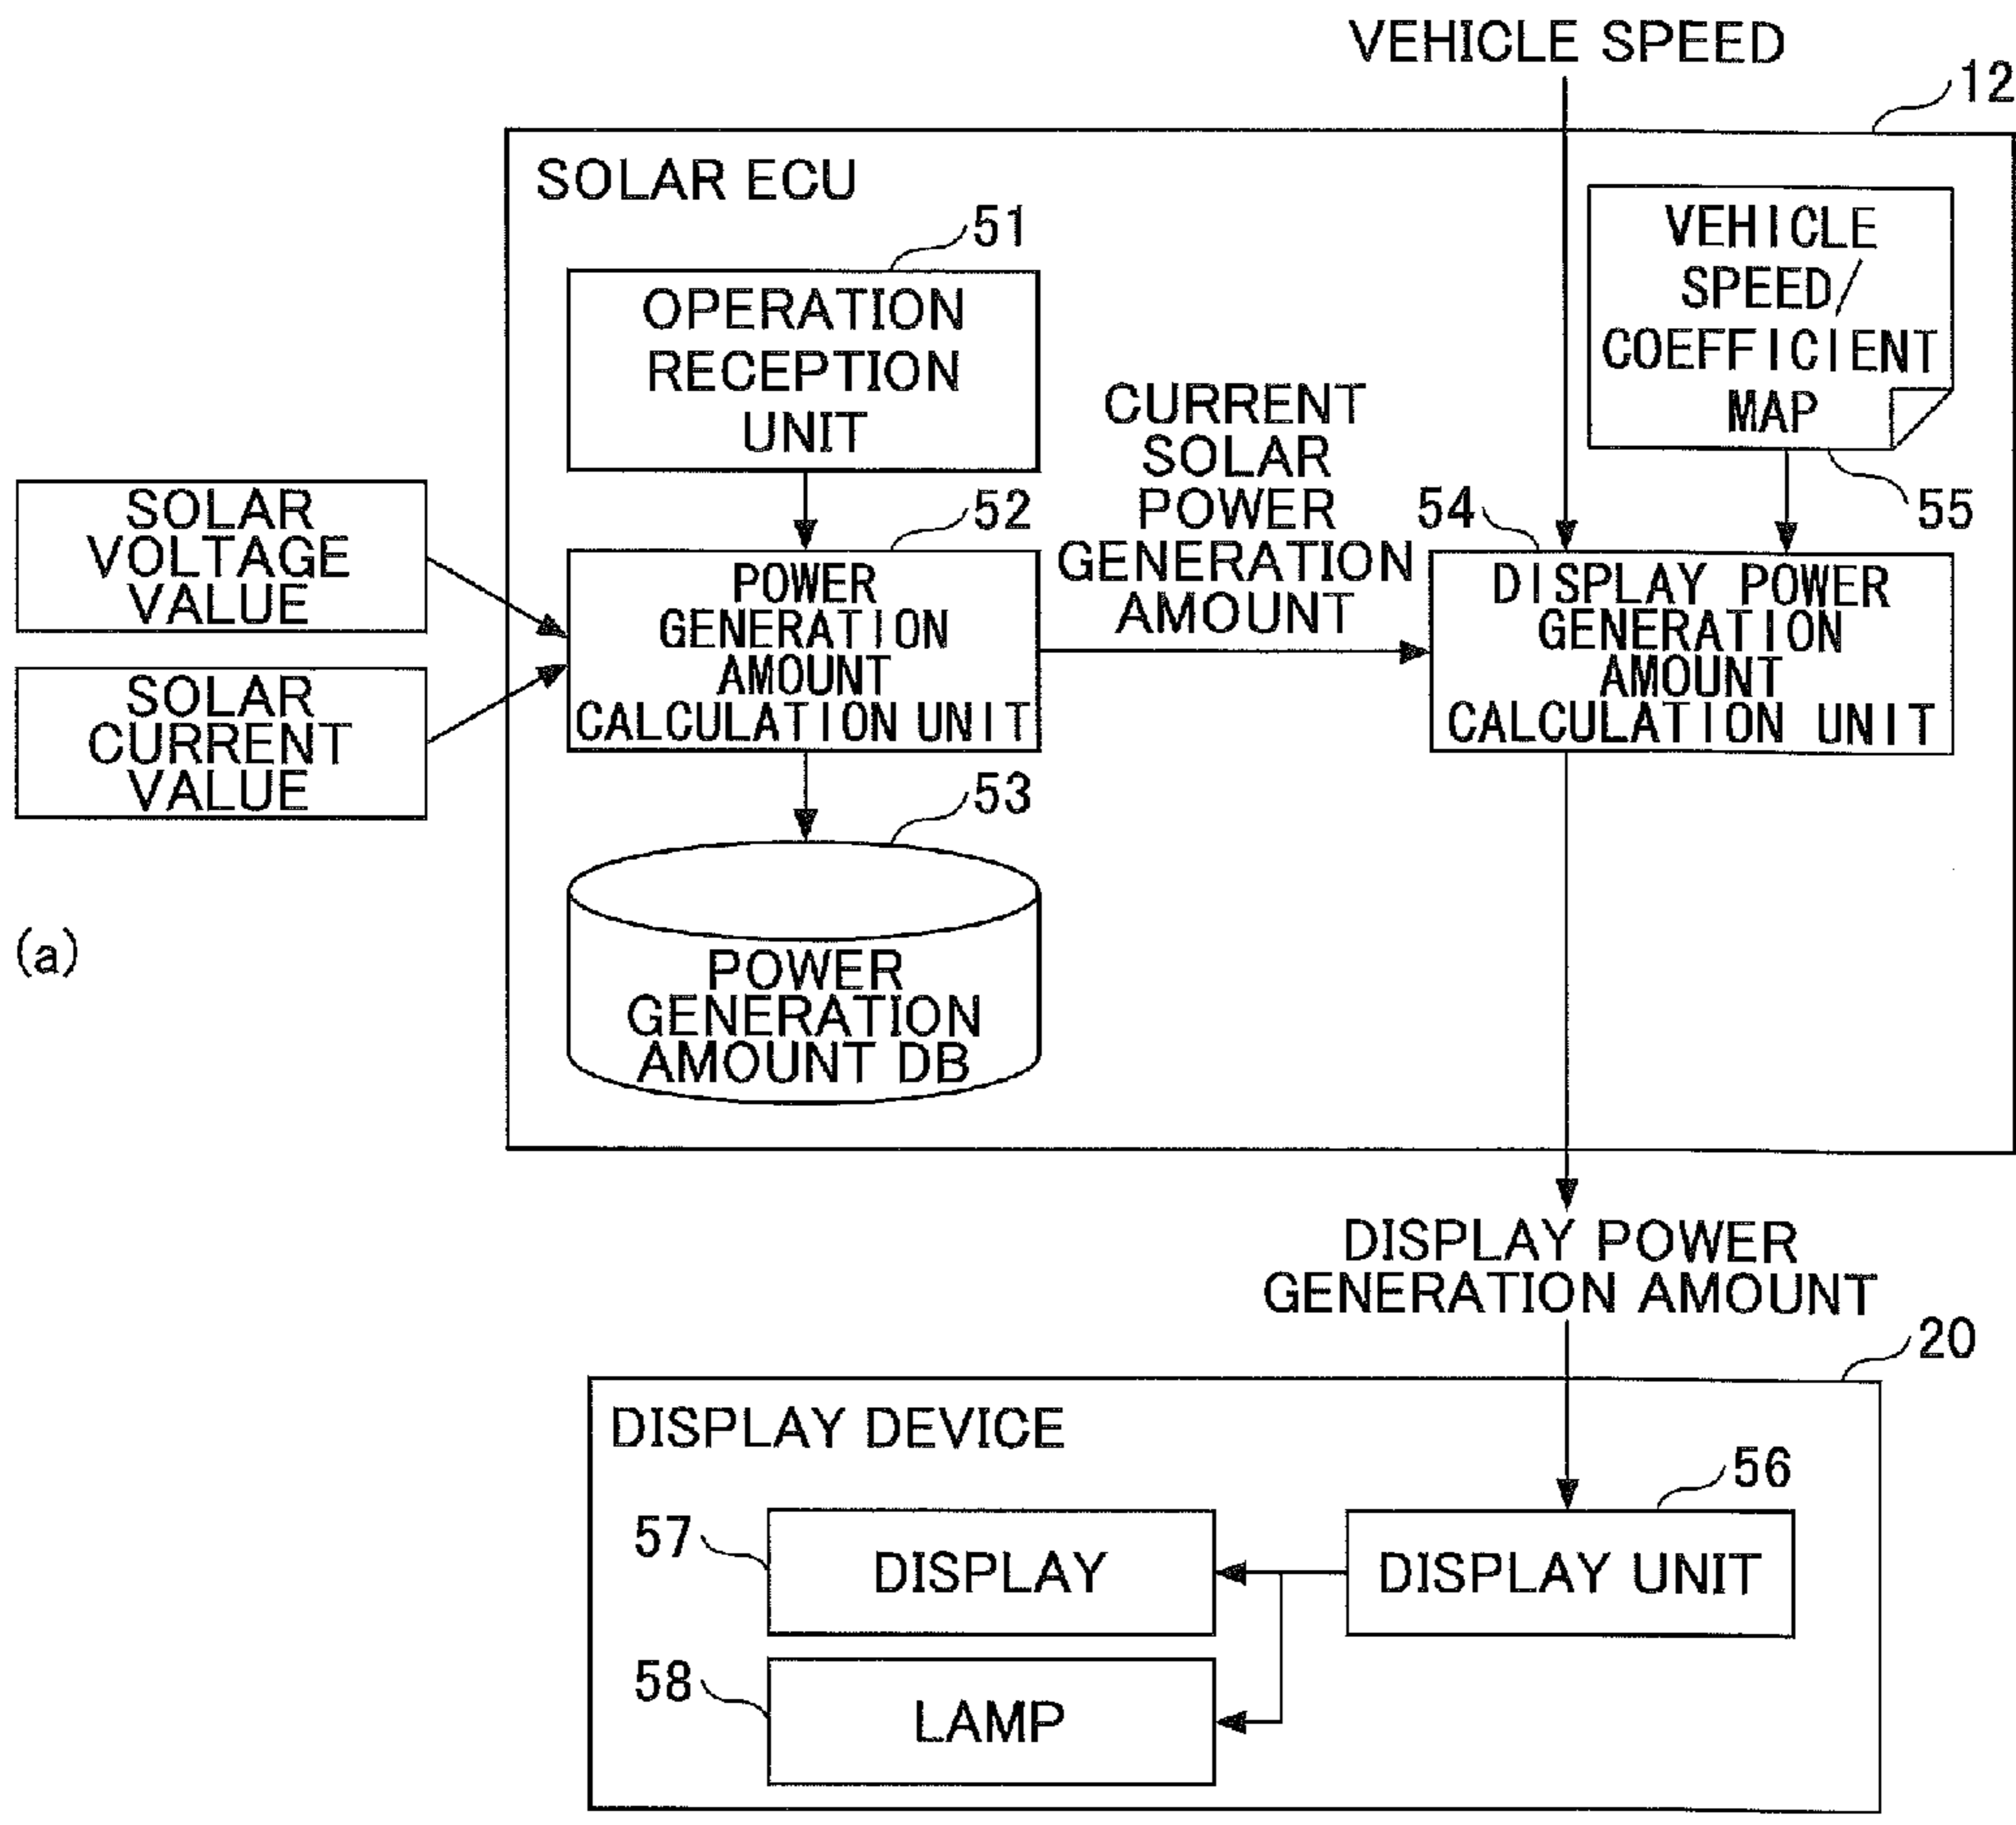 VEHICLE SPEED
12
SOLAR ECU
51
OPERATION
RECEPTION
UNIT
VEHICLE
SPEED/
COEFFICIENT
MAP
55
SOLAR
VOLTAGE
VALUE
SOLAR
CURRENT
VALUE
52
POWER
GENERATION
AMOUNT
CALCULATION UNIT
CURRENT
SOLAR
POWER
GENERATION
AMOUNT
54
DISPLAY POWER
GENERATION
AMOUNT
CALCULATION UNIT
53
POWER
GENERATION
AMOUNT DB
(a)
DISPLAY POWER
GENERATION AMOUNT
20
DISPLAY DEVICE
56
DISPLAY UNIT
57
DISPLAY
58
LAMP